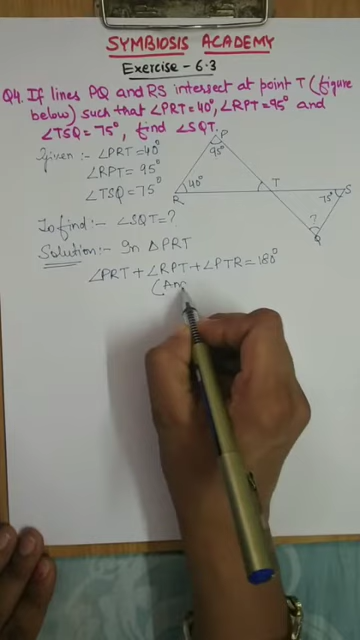 SYMBIOSIS ACADEMY
Exercise - 6.3
Q4. If lines PQ and RS intersect at point T (figure
below) such that ∠PRT = 40°, ∠RPT = 95° and
∠TSQ = 75°, find ∠SQT.
Given :- ∠PRT = 40°
∠RPT = 95°
∠TSQ = 75°
P
95°
40°
R
T
75°
S
?
Q
To find :- ∠SQT = ?
Solution :- In △PRT
∠PRT + ∠RPT + ∠PTR = 180°
(An